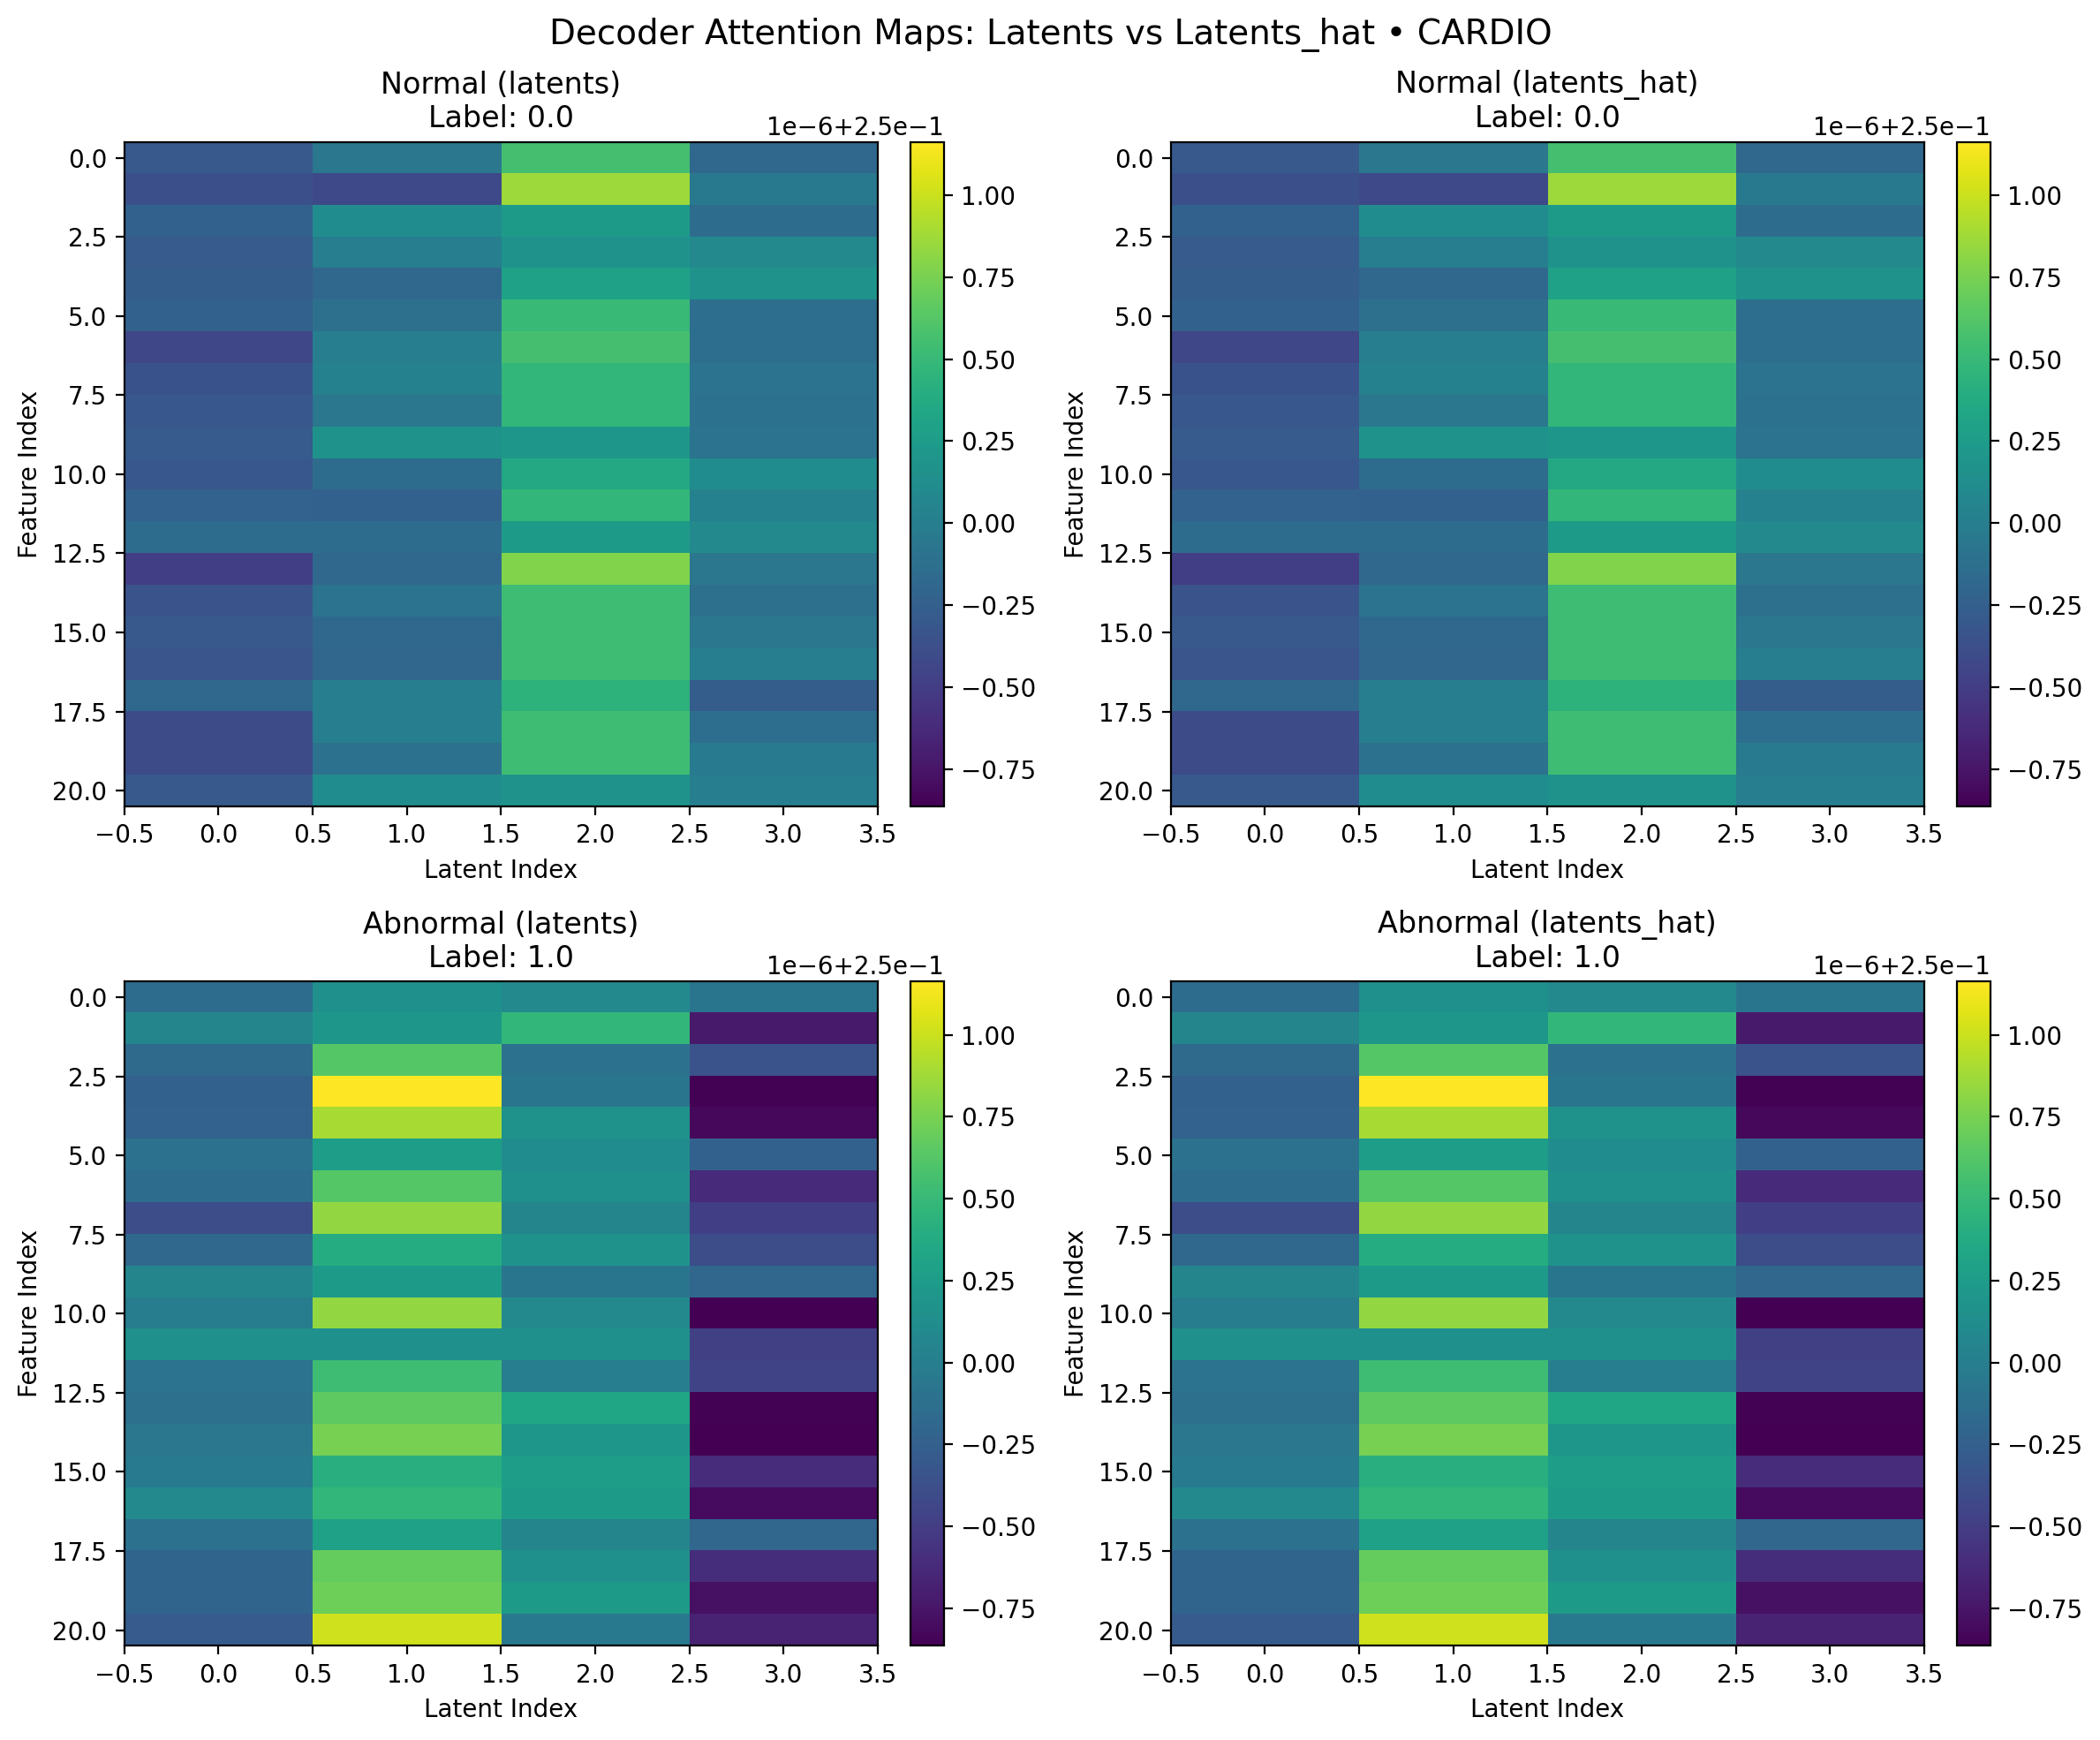 Decoder Attention Maps: Latents vs Latents_hat • CARDIO
Normal (latents)
Label: 0.0
1e−6+2.5e−1
0.0
2.5
5.0
7.5
10.0
12.5
15.0
17.5
20.0
Feature Index
−0.5 0.0 0.5 1.0 1.5 2.0 2.5 3.0 3.5
Latent Index
1.00
0.75
0.50
0.25
0.00
−0.25
−0.50
−0.75
Normal (latents_hat)
Label: 0.0
1e−6+2.5e−1
0.0
2.5
5.0
7.5
10.0
12.5
15.0
17.5
20.0
Feature Index
−0.5 0.0 0.5 1.0 1.5 2.0 2.5 3.0 3.5
Latent Index
1.00
0.75
0.50
0.25
0.00
−0.25
−0.50
−0.75
Abnormal (latents)
Label: 1.0
1e−6+2.5e−1
0.0
2.5
5.0
7.5
10.0
12.5
15.0
17.5
20.0
Feature Index
−0.5 0.0 0.5 1.0 1.5 2.0 2.5 3.0 3.5
Latent Index
1.00
0.75
0.50
0.25
0.00
−0.25
−0.50
−0.75
Abnormal (latents_hat)
Label: 1.0
1e−6+2.5e−1
0.0
2.5
5.0
7.5
10.0
12.5
15.0
17.5
20.0
Feature Index
−0.5 0.0 0.5 1.0 1.5 2.0 2.5 3.0 3.5
Latent Index
1.00
0.75
0.50
0.25
0.00
−0.25
−0.50
−0.75